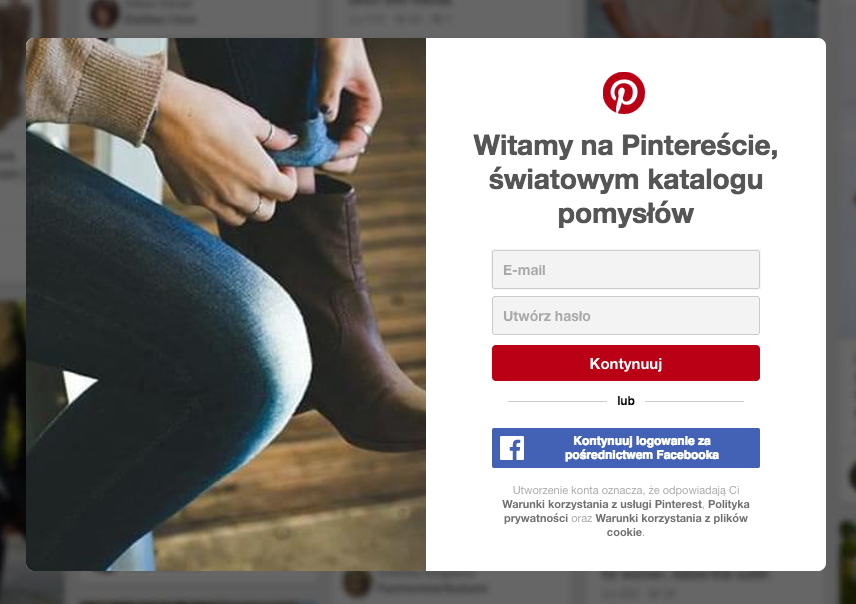 Witamy na Pintereście,
światowym katalogu
pomysłów
E-mail
Utwórz hasło
Kontynuuj
lub
Kontynuuj logowanie za
pośrednictwem Facebooka
Utworzenie konta oznacza, że odpowiadają Ci
Warunki korzystania z usługi Pinterest, Polityka
prywatności oraz Warunki korzystania z plików
cookie.